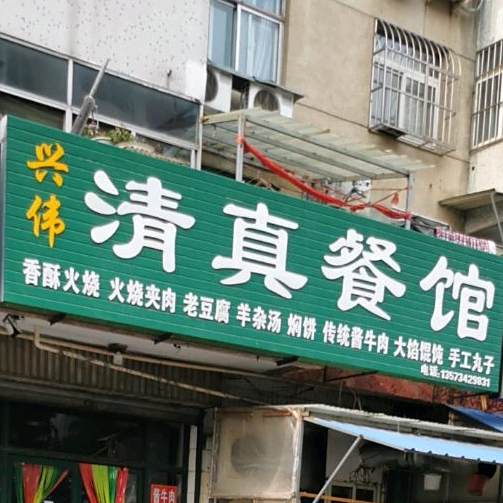 兴伟
清真餐馆
香酥火烧 火烧夹肉 老豆腐 羊杂汤 焖饼 传统酱牛肉 大馅馄饨 手工丸子
电话:13573429831
酱牛肉